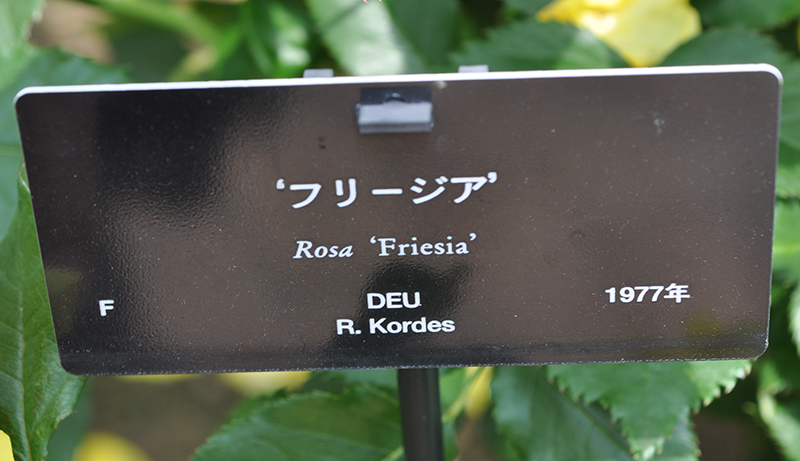 ‘フリージア’
Rosa ‘Friesia’
F
DEU
R. Kordes
1977年